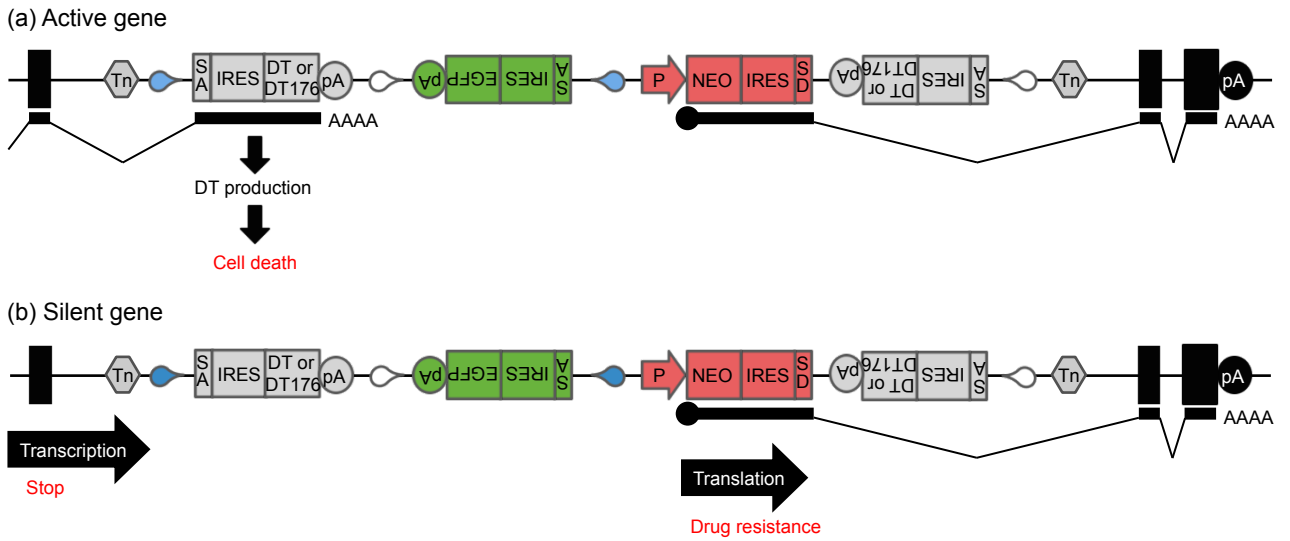 (a) Active gene
Tn
SA
IRES
DT or
DT176
pA
pA
EGFP
IRES
SA
P
NEO
IRES
SD
pA
DT or
DT176
IRES
SA
Tn
pA
AAAA
AAAA
DT production
Cell death
(b) Silent gene
Tn
SA
IRES
DT or
DT176
pA
pA
EGFP
IRES
SA
P
NEO
IRES
SD
pA
DT or
DT176
IRES
SA
Tn
pA
AAAA
Transcription
Stop
Translation
Drug resistance